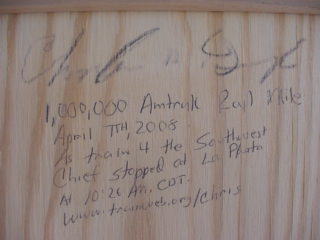 1,000,000 Amtrak Rail Mile
April 7TH, 2008
As train 4 the Southwest
Chief stopped at La Plata
At 10:26 AM, CDT.
www.trainweb.org/chris